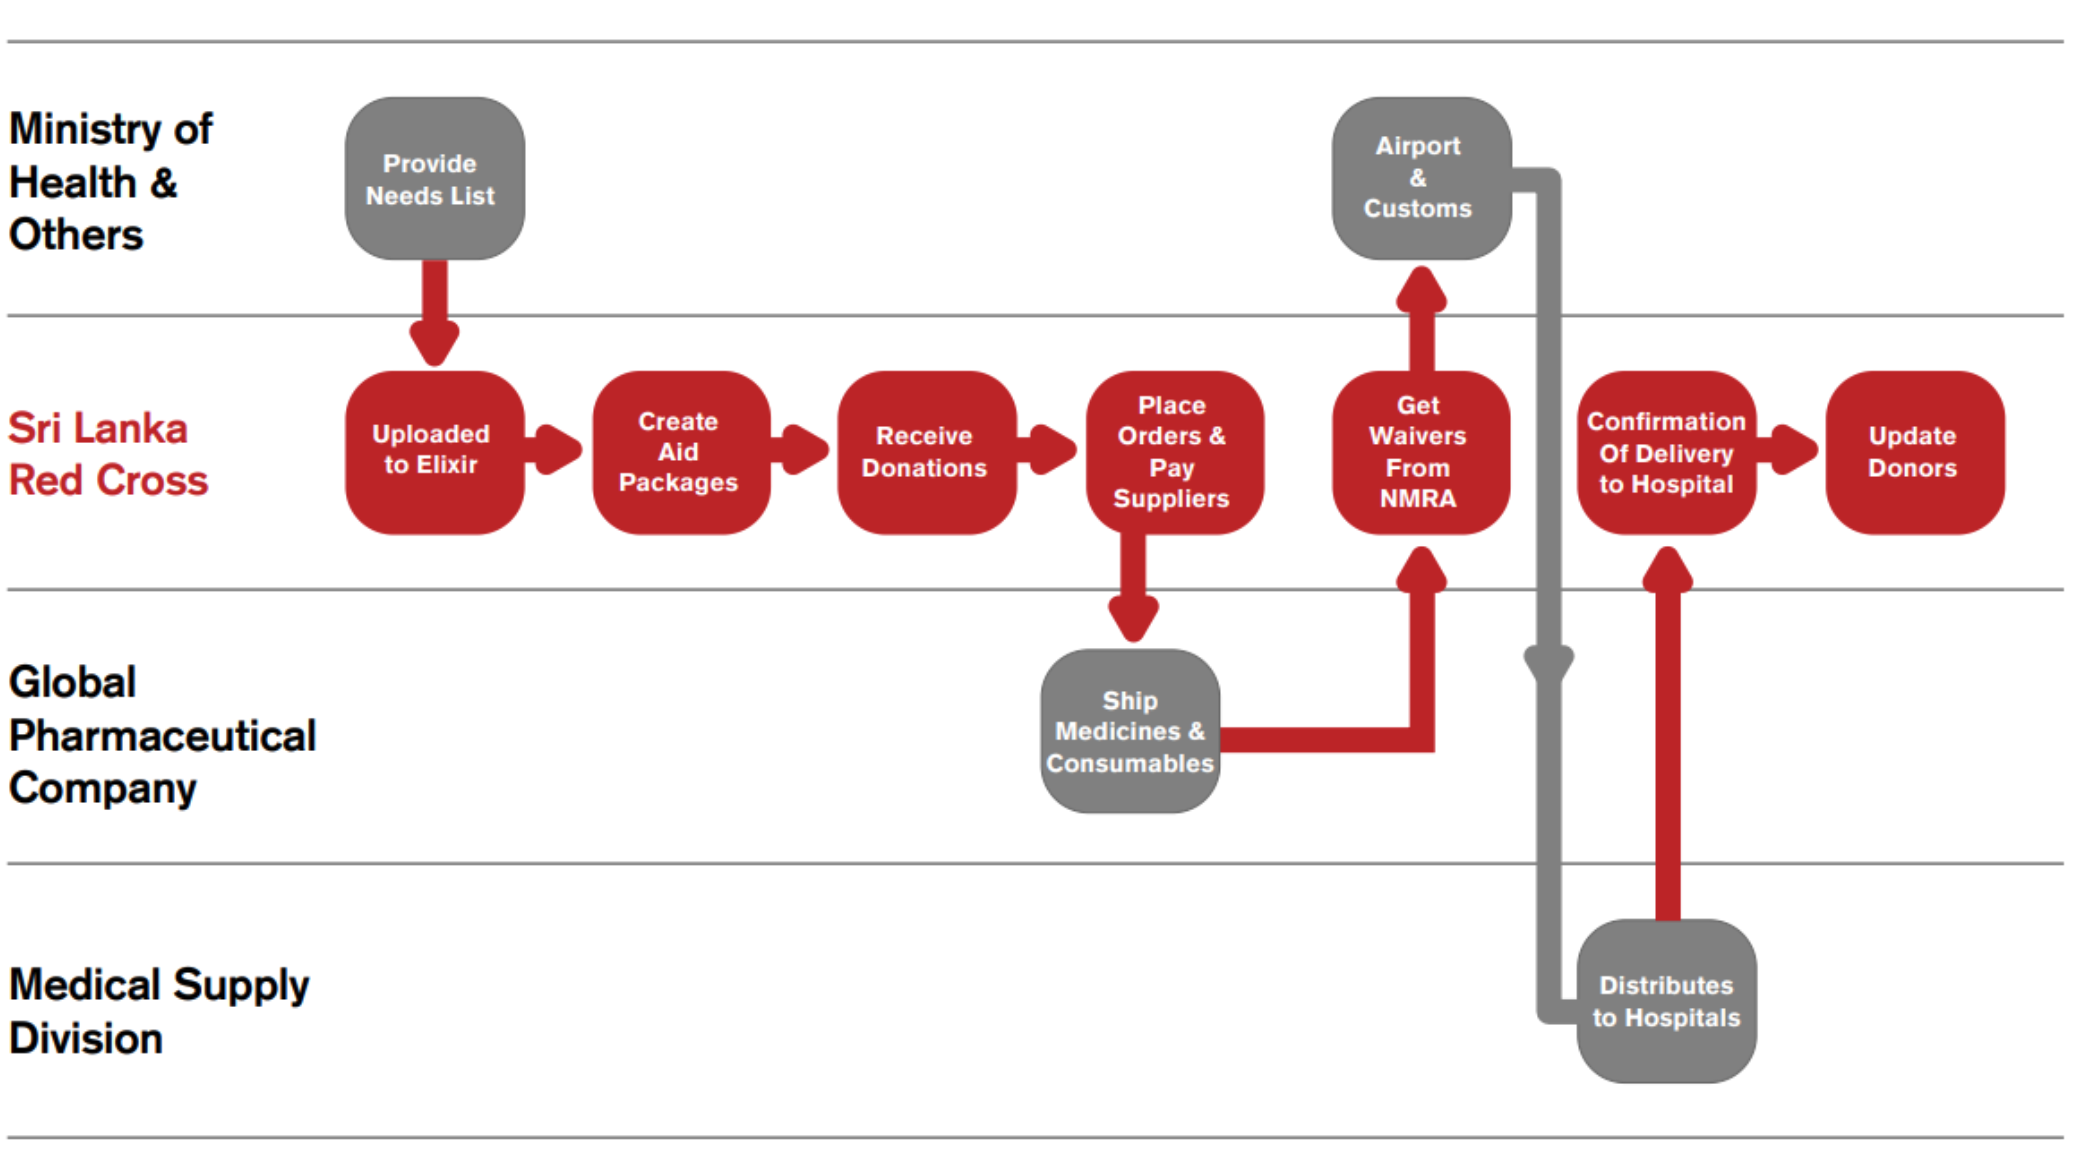 Ministry of
Health &
Others
Provide
Needs List
Airport
&
Customs
Sri Lanka
Red Cross
Uploaded
to Elixir
Create
Aid
Packages
Receive
Donations
Place
Orders &
Pay
Suppliers
Get
Waivers
From
NMRA
Confirmation
Of Delivery
to Hospital
Update
Donors
Global
Pharmaceutical
Company
Ship
Medicines &
Consumables
Medical Supply
Division
Distributes
to Hospitals